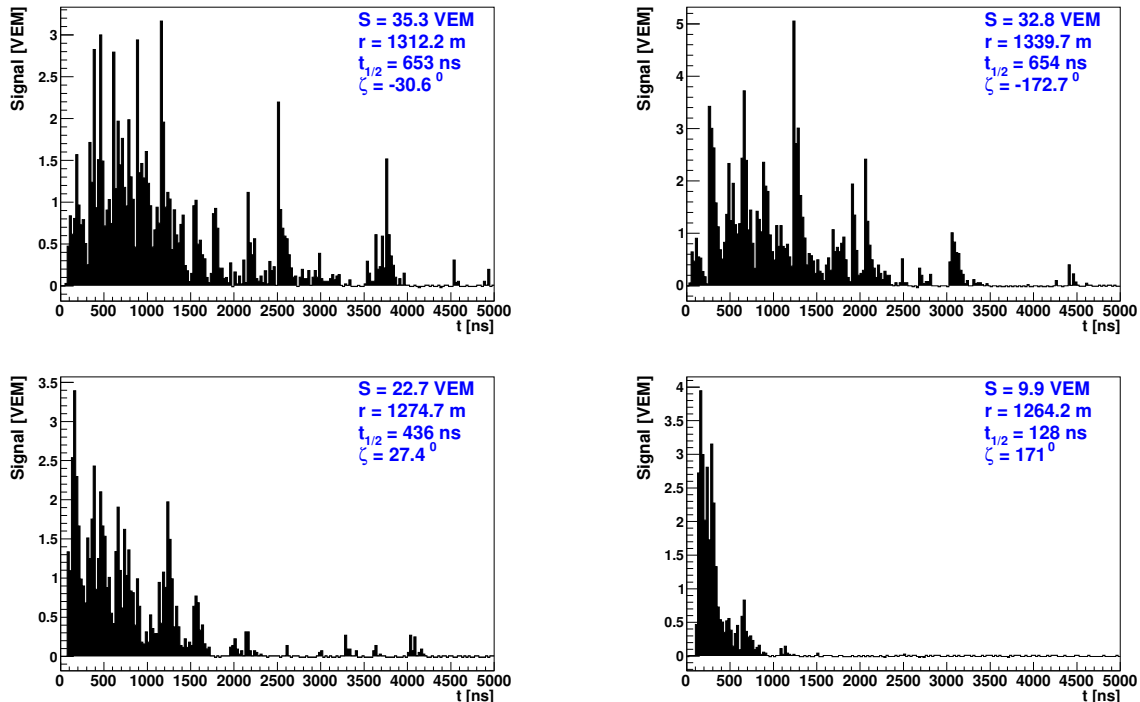 S = 35.3 VEM
r = 1312.2 m
t1/2 = 653 ns
ζ = -30.6 0
Signal [VEM]
3
2.5
2
1.5
1
0.5
0
0 500 1000 1500 2000 2500 3000 3500 4000 4500 5000
t [ns]
S = 32.8 VEM
r = 1339.7 m
t1/2 = 654 ns
ζ = -172.7 0
Signal [VEM]
5
4
3
2
1
0
0 500 1000 1500 2000 2500 3000 3500 4000 4500 5000
t [ns]
S = 22.7 VEM
r = 1274.7 m
t1/2 = 436 ns
ζ = 27.4 0
Signal [VEM]
3.5
3
2.5
2
1.5
1
0.5
0
0 500 1000 1500 2000 2500 3000 3500 4000 4500 5000
t [ns]
S = 9.9 VEM
r = 1264.2 m
t1/2 = 128 ns
ζ = 171 0
Signal [VEM]
4
3.5
3
2.5
2
1.5
1
0.5
0
0 500 1000 1500 2000 2500 3000 3500 4000 4500 5000
t [ns]